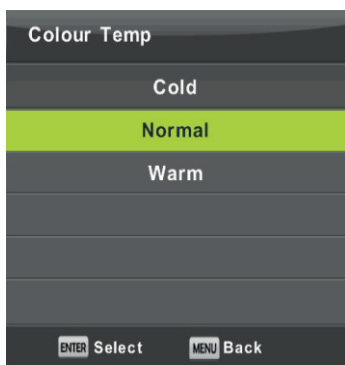 Colour Temp
Cold
Normal
Warm
ENTER Select MENU Back